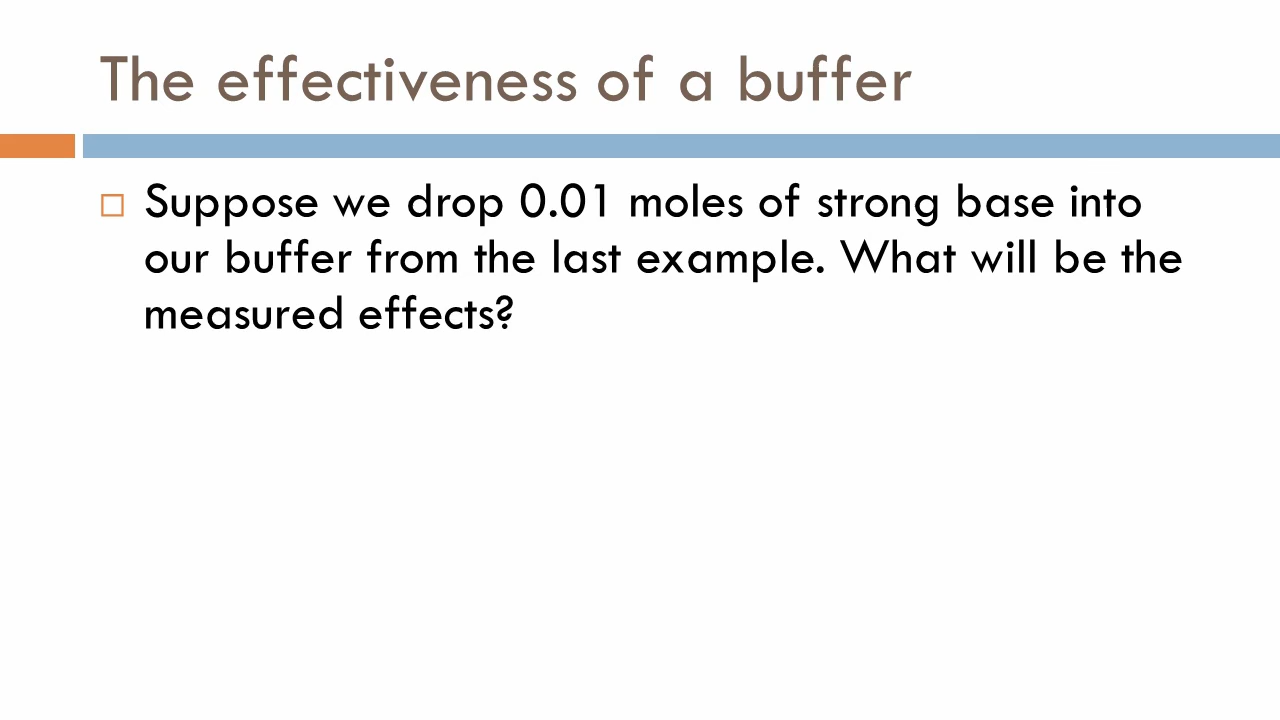 The effectiveness of a buffer
Suppose we drop 0.01 moles of strong base into
our buffer from the last example. What will be the
measured effects?